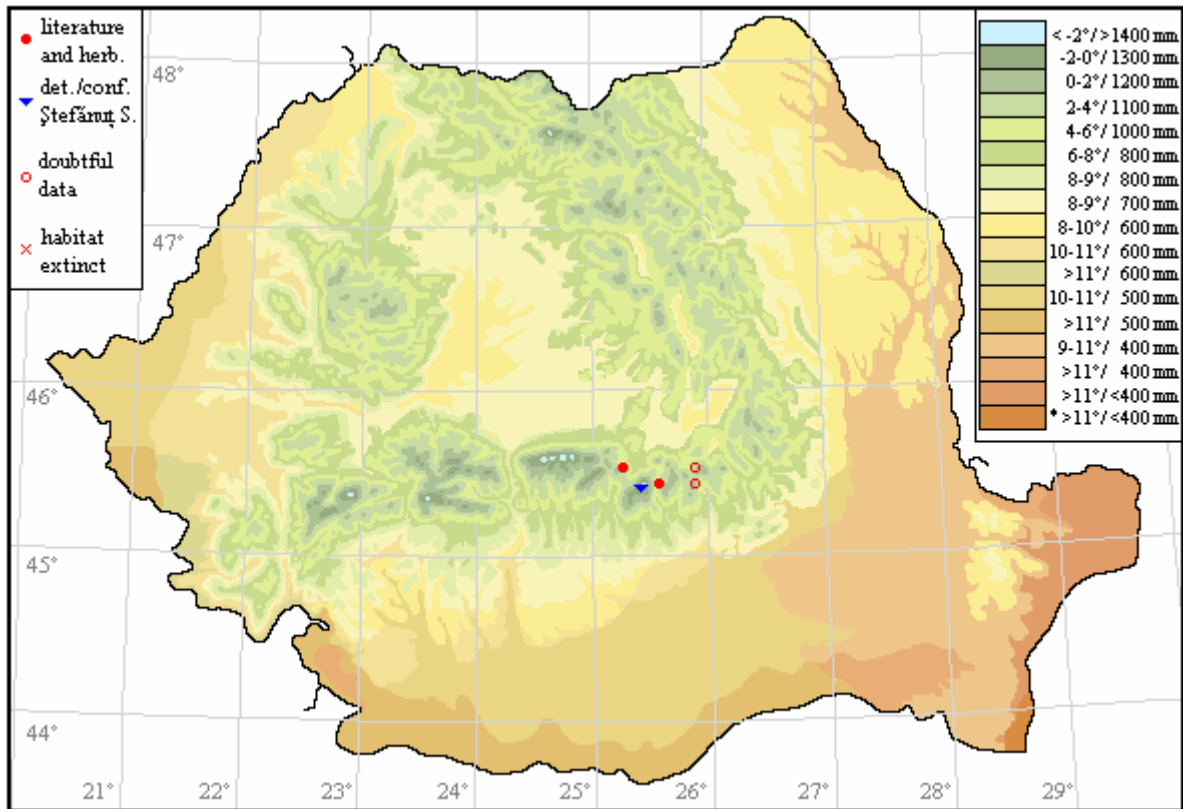 literature
and herb.
det./conf.
Ştefănuţ S.
doubtful
data
habitat
extinct
< -2°/>1400 mm
-2-0°/ 1300 mm
0-2°/ 1200 mm
2-4°/ 1100 mm
4-6°/ 1000 mm
6-8°/ 800 mm
8-9°/ 800 mm
8-9°/ 700 mm
8-10°/ 600 mm
10-11°/ 600 mm
>11°/ 600 mm
10-11°/ 500 mm
>11°/ 500 mm
9-11°/ 400 mm
>11°/ 400 mm
>11°/<400 mm
* >11°/<400 mm
48°
47°
46°
45°
44°
21°
22°
23°
24°
25°
26°
27°
28°
29°